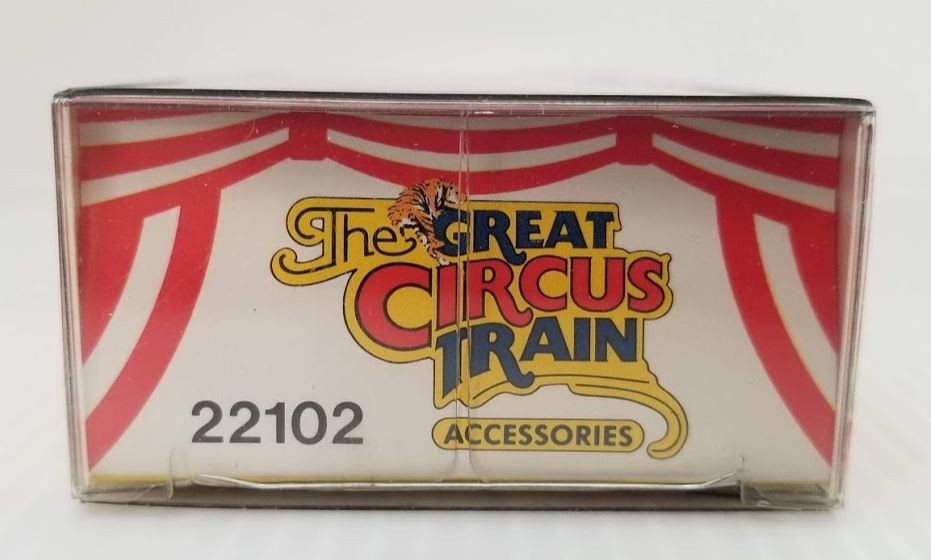 The GREAT
CIRCUS
TRAIN
22102
ACCESSORIES